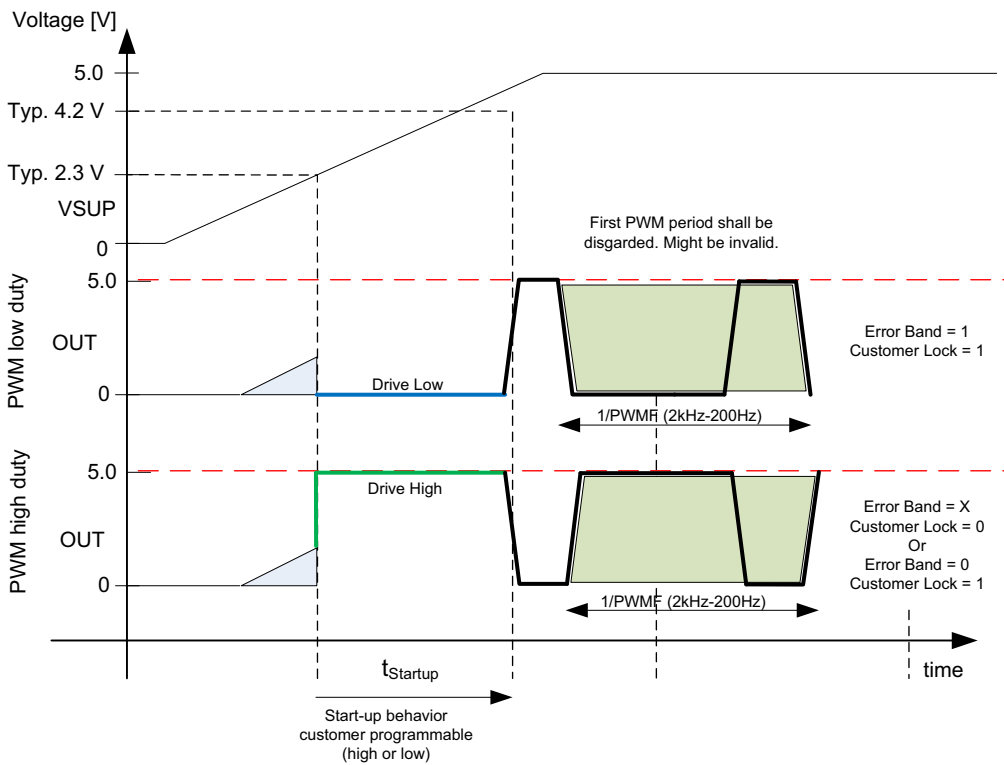 Voltage [V]
5.0
Typ. 4.2 V
Typ. 2.3 V
VSUP
0
First PWM period shall be
disgarded. Might be invalid.
PWM low duty
5.0
OUT
0
Drive Low
1/PWMF (2kHz-200Hz)
Error Band = 1
Customer Lock = 1
PWM high duty
5.0
OUT
0
Drive High
1/PWMF (2kHz-200Hz)
Error Band = X
Customer Lock = 0
Or
Error Band = 0
Customer Lock = 1
tStartup
time
Start-up behavior
customer programmable
(high or low)